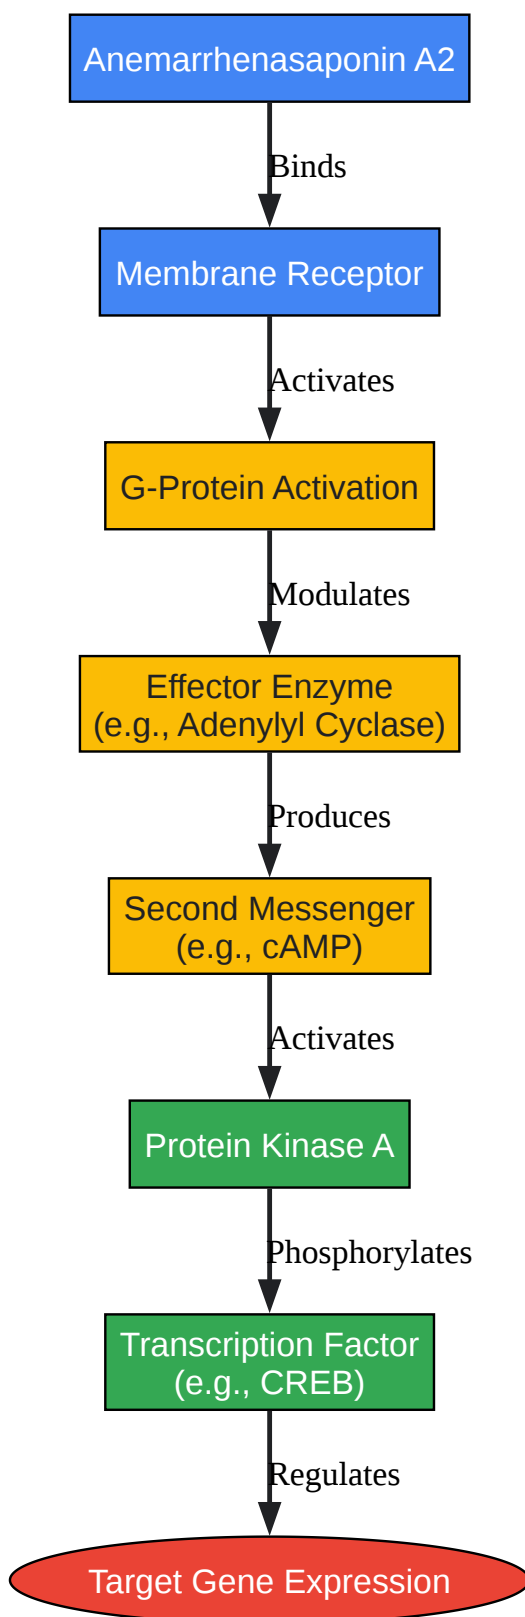 Anemarrhenasaponin A2
Binds
Membrane Receptor
Activates
G-Protein Activation
Modulates
Effector Enzyme
(e.g., Adenylyl Cyclase)
Produces
Second Messenger
(e.g., cAMP)
Activates
Protein Kinase A
Phosphorylates
Transcription Factor
(e.g., CREB)
Regulates
Target Gene Expression